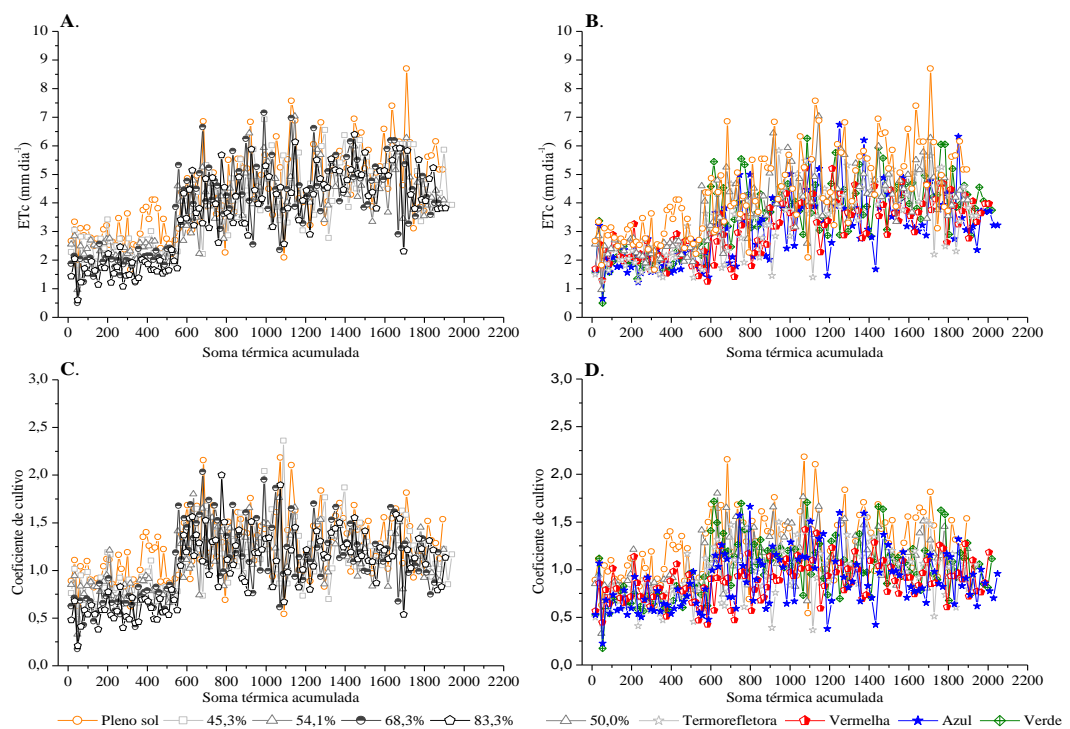 A.
B.
ETc (mm dia⁻¹)
10
9
8
7
6
5
4
3
2
1
0
0 200 400 600 800 1000 1200 1400 1600 1800 2000 2200
Soma térmica acumulada
ETc (mm dia⁻¹)
10
9
8
7
6
5
4
3
2
1
0
0 200 400 600 800 1000 1200 1400 1600 1800 2000 2200
Soma térmica acumulada
C.
D.
Coeficiente de cultivo
3,0
2,5
2,0
1,5
1,0
0,5
0,0
0 200 400 600 800 1000 1200 1400 1600 1800 2000 2200
Soma térmica acumulada
Coeficiente de cultivo
3,0
2,5
2,0
1,5
1,0
0,5
0,0
0 200 400 600 800 1000 1200 1400 1600 1800 2000 2200
Soma térmica acumulada
Pleno sol 45,3% 54,1% 68,3% 83,3% 50,0% Termorefletora Vermelha Azul Verde